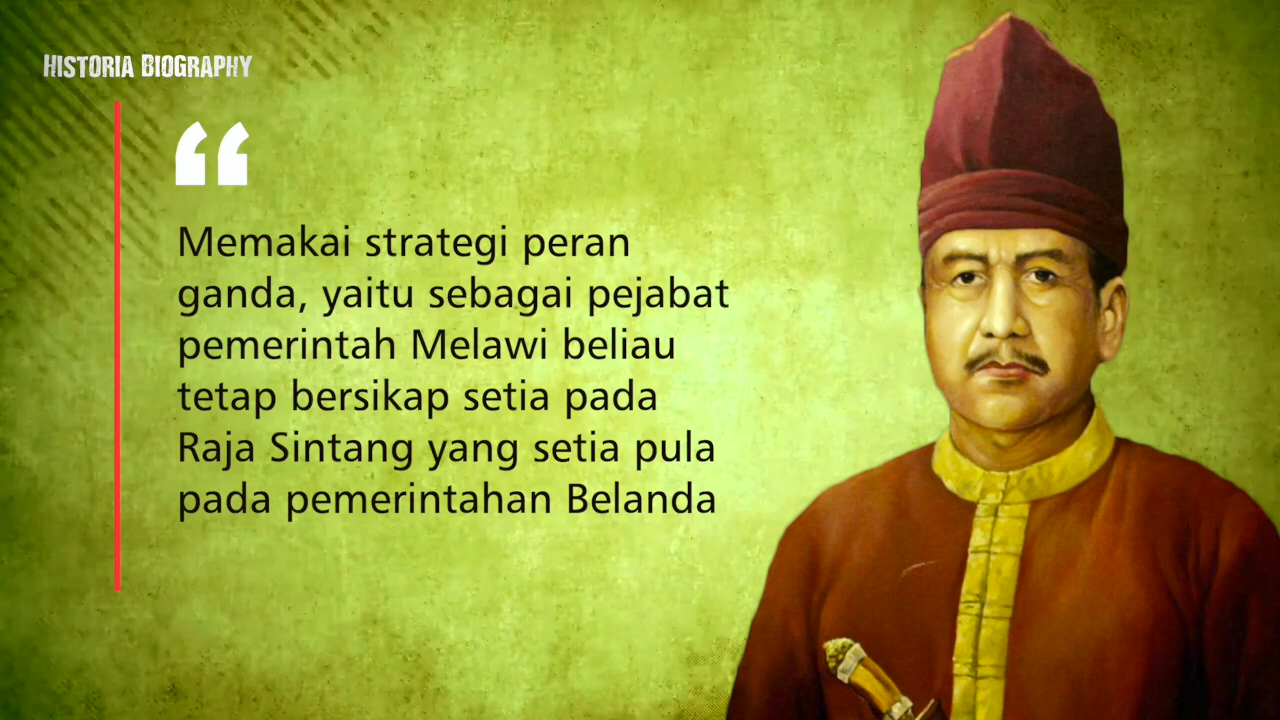 HISTORIA BIOGRAPHY
“
Memakai strategi peran
ganda, yaitu sebagai pejabat
pemerintah Melawi beliau
tetap bersikap setia pada
Raja Sintang yang setia pula
pada pemerintahan Belanda